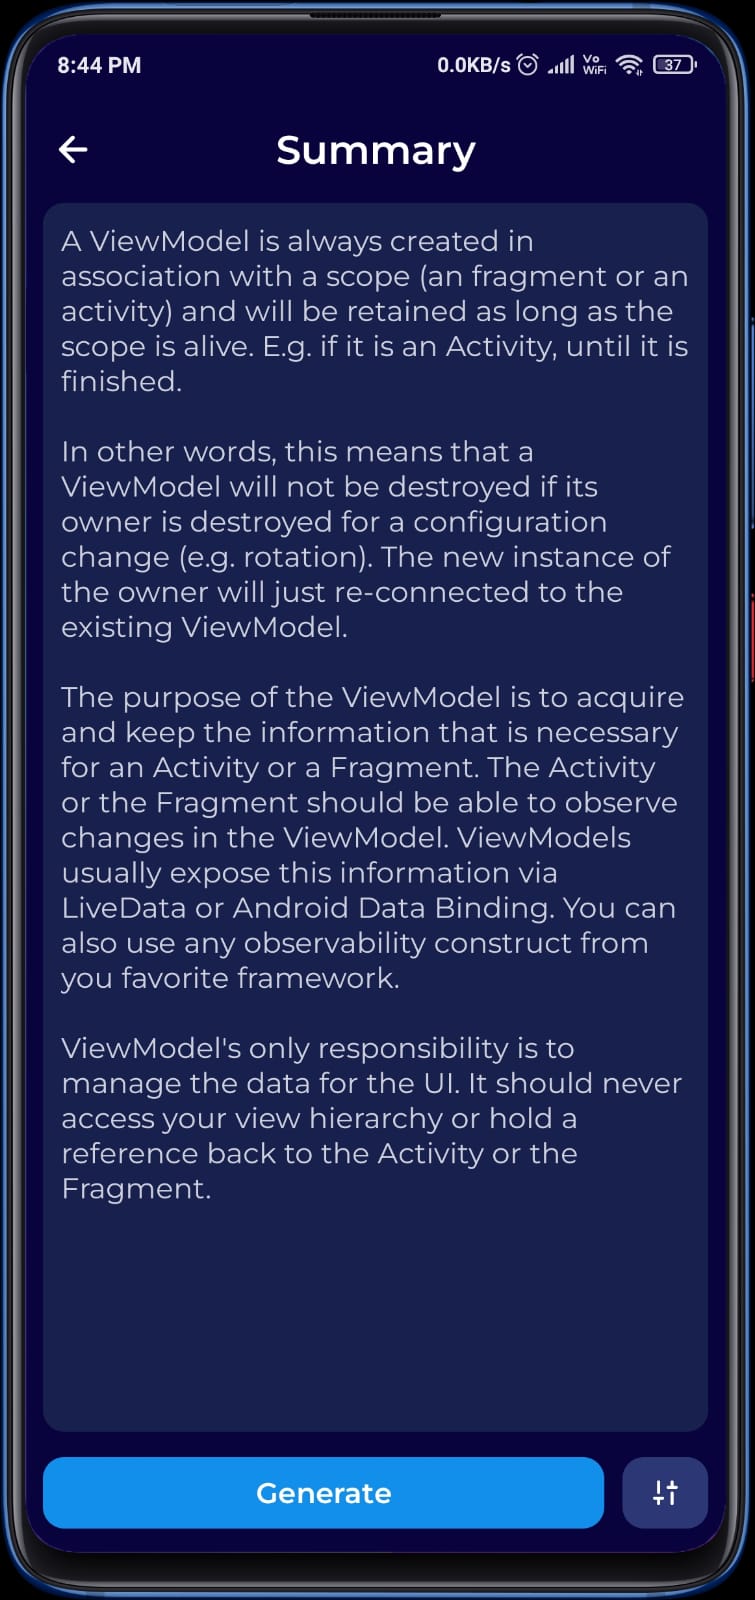 8:44 PM 0.0KB/s Vo WiFi 37
Summary
A ViewModel is always created in
association with a scope (an fragment or an
activity) and will be retained as long as the
scope is alive. E.g. if it is an Activity, until it is
finished.
In other words, this means that a
ViewModel will not be destroyed if its
owner is destroyed for a configuration
change (e.g. rotation). The new instance of
the owner will just re-connected to the
existing ViewModel.
The purpose of the ViewModel is to acquire
and keep the information that is necessary
for an Activity or a Fragment. The Activity
or the Fragment should be able to observe
changes in the ViewModel. ViewModels
usually expose this information via
LiveData or Android Data Binding. You can
also use any observability construct from
you favorite framework.
ViewModel's only responsibility is to
manage the data for the UI. It should never
access your view hierarchy or hold a
reference back to the Activity or the
Fragment.
Generate